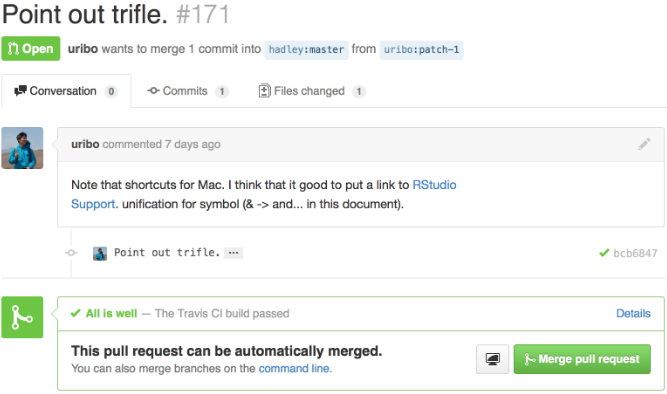 Point out trifle. #171
Open uribo wants to merge 1 commit into hadley:master from uribo:patch-1
Conversation 0 Commits 1 Files changed 1
uribo commented 7 days ago
Note that shortcuts for Mac. I think that it good to put a link to RStudio
Support. unification for symbol (& -> and... in this document).
Point out trifle. ... bcb6847
All is well — The Travis CI build passed Details
This pull request can be automatically merged.
You can also merge branches on the command line.
Merge pull request